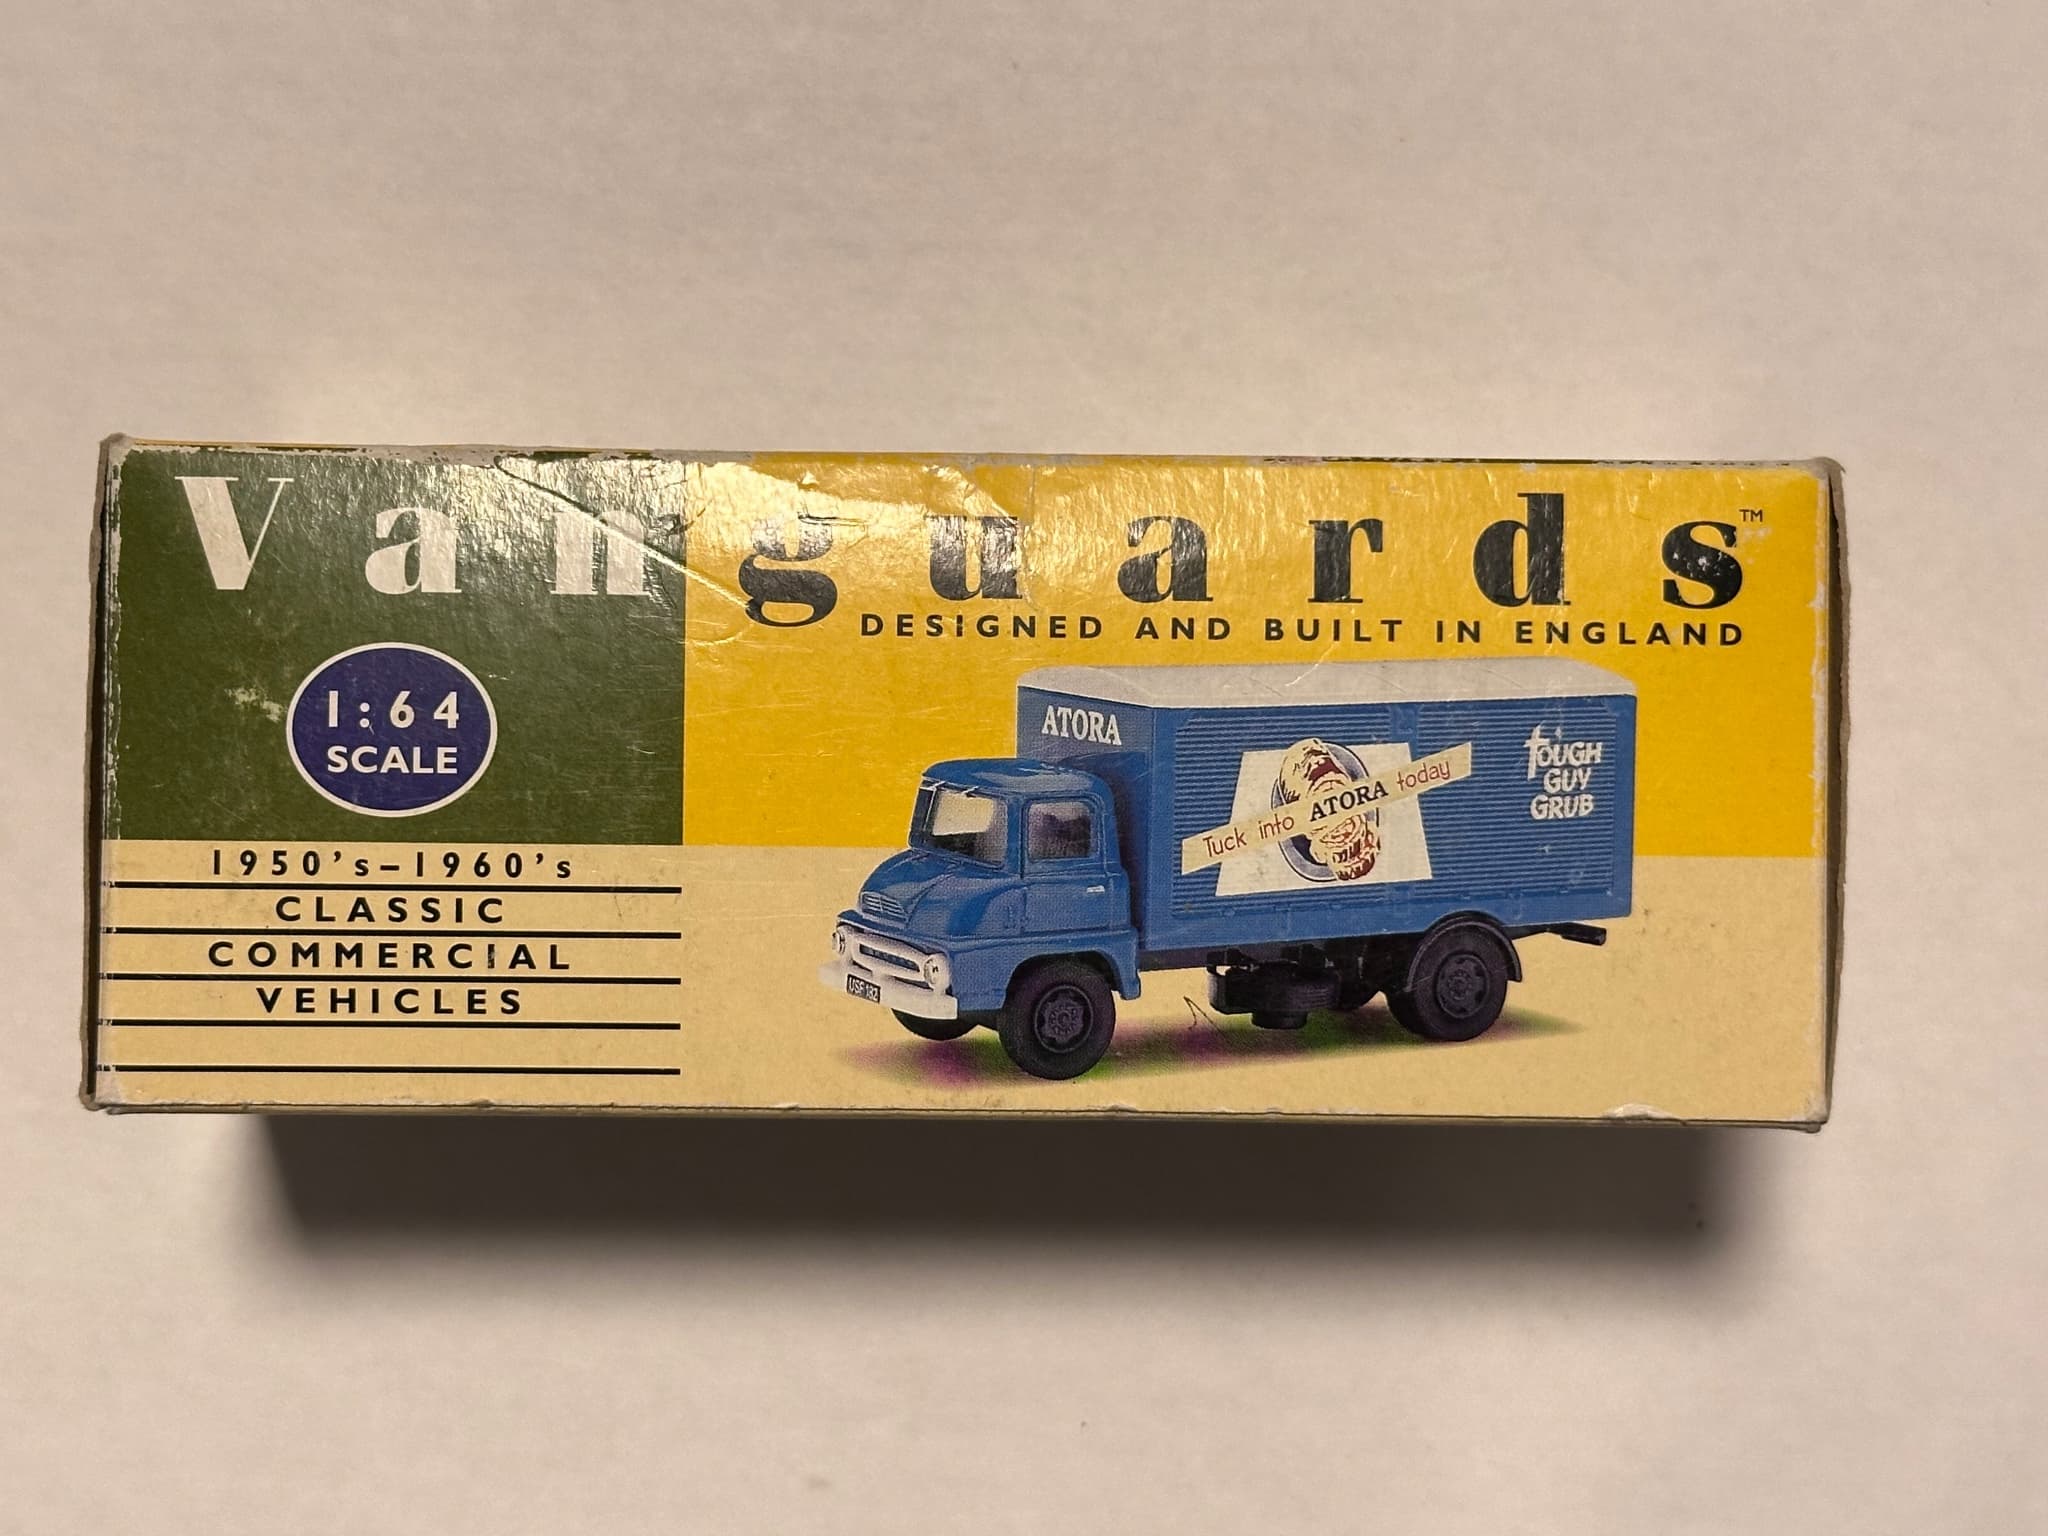 Vanguards™
DESIGNED AND BUILT IN ENGLAND
1:64
SCALE
1950's–1960's
CLASSIC
COMMERCIAL
VEHICLES
ATORA
Tuck into ATORA today
tOUGH
GUY
GRUB